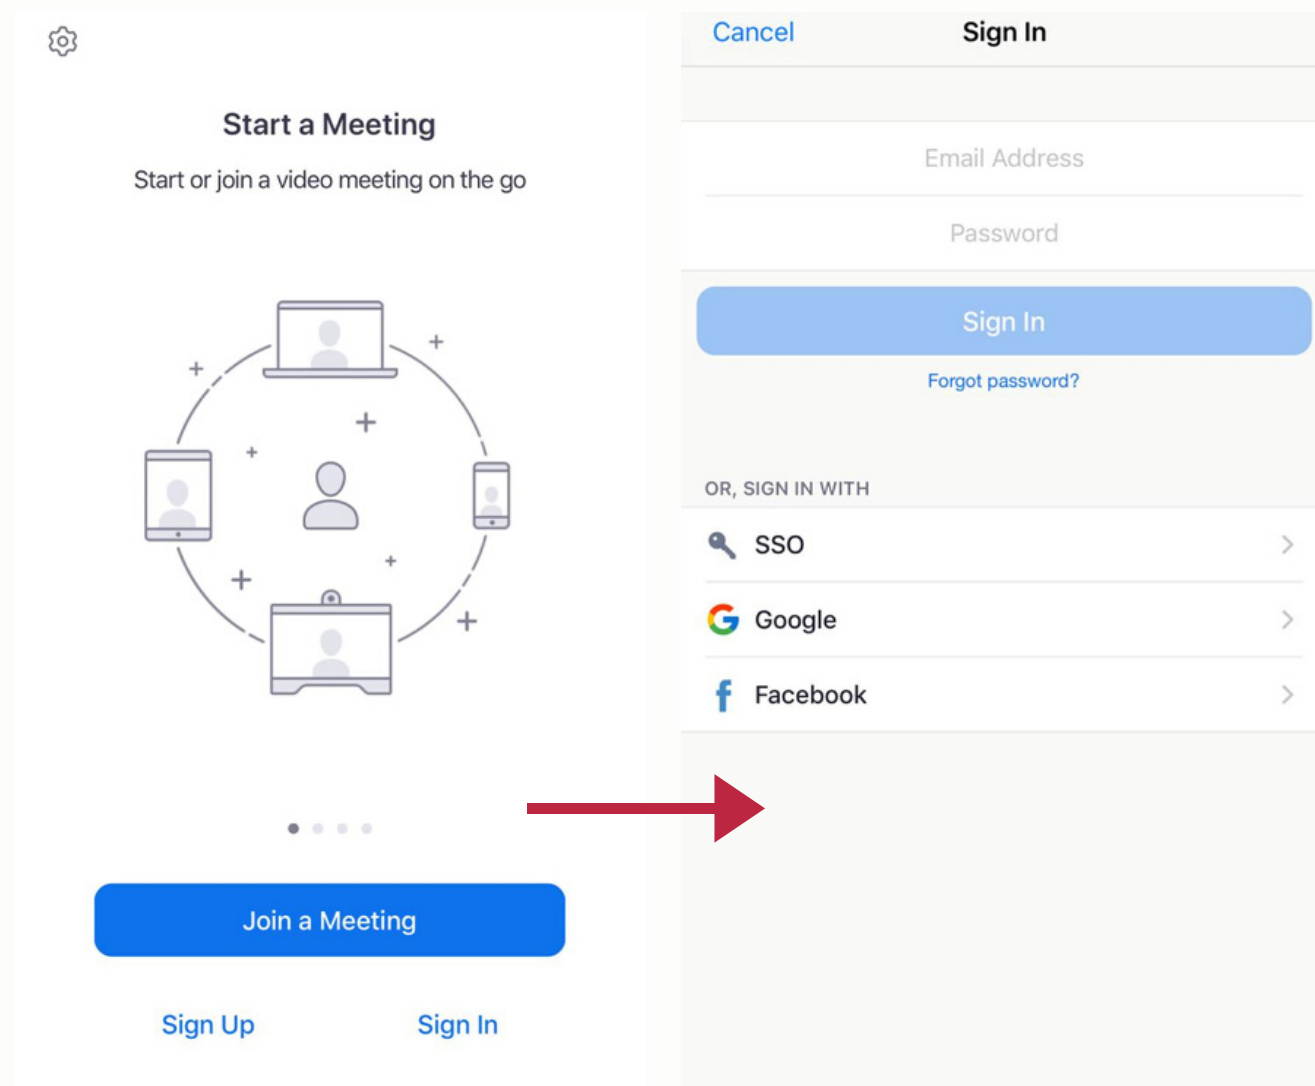 Start a Meeting
Start or join a video meeting on the go
Join a Meeting
Sign Up
Sign In
Cancel
Sign In
Email Address
Password
Sign In
Forgot password?
OR, SIGN IN WITH
SSO
Google
Facebook